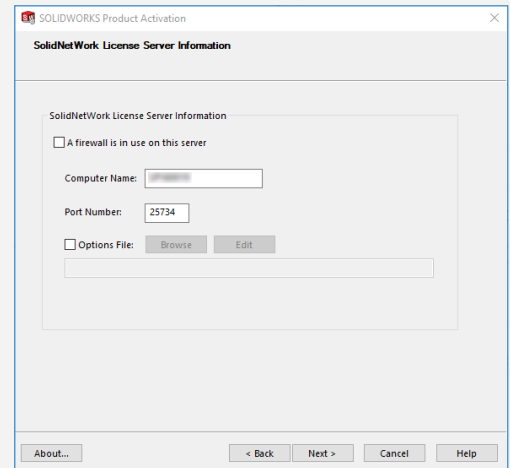 SOLIDWORKS Product Activation
SolidNetWork License Server Information
SolidNetWork License Server Information
A firewall is in use on this server
Computer Name:
Port Number: 25734
Options File: Browse Edit
About... < Back Next > Cancel Help